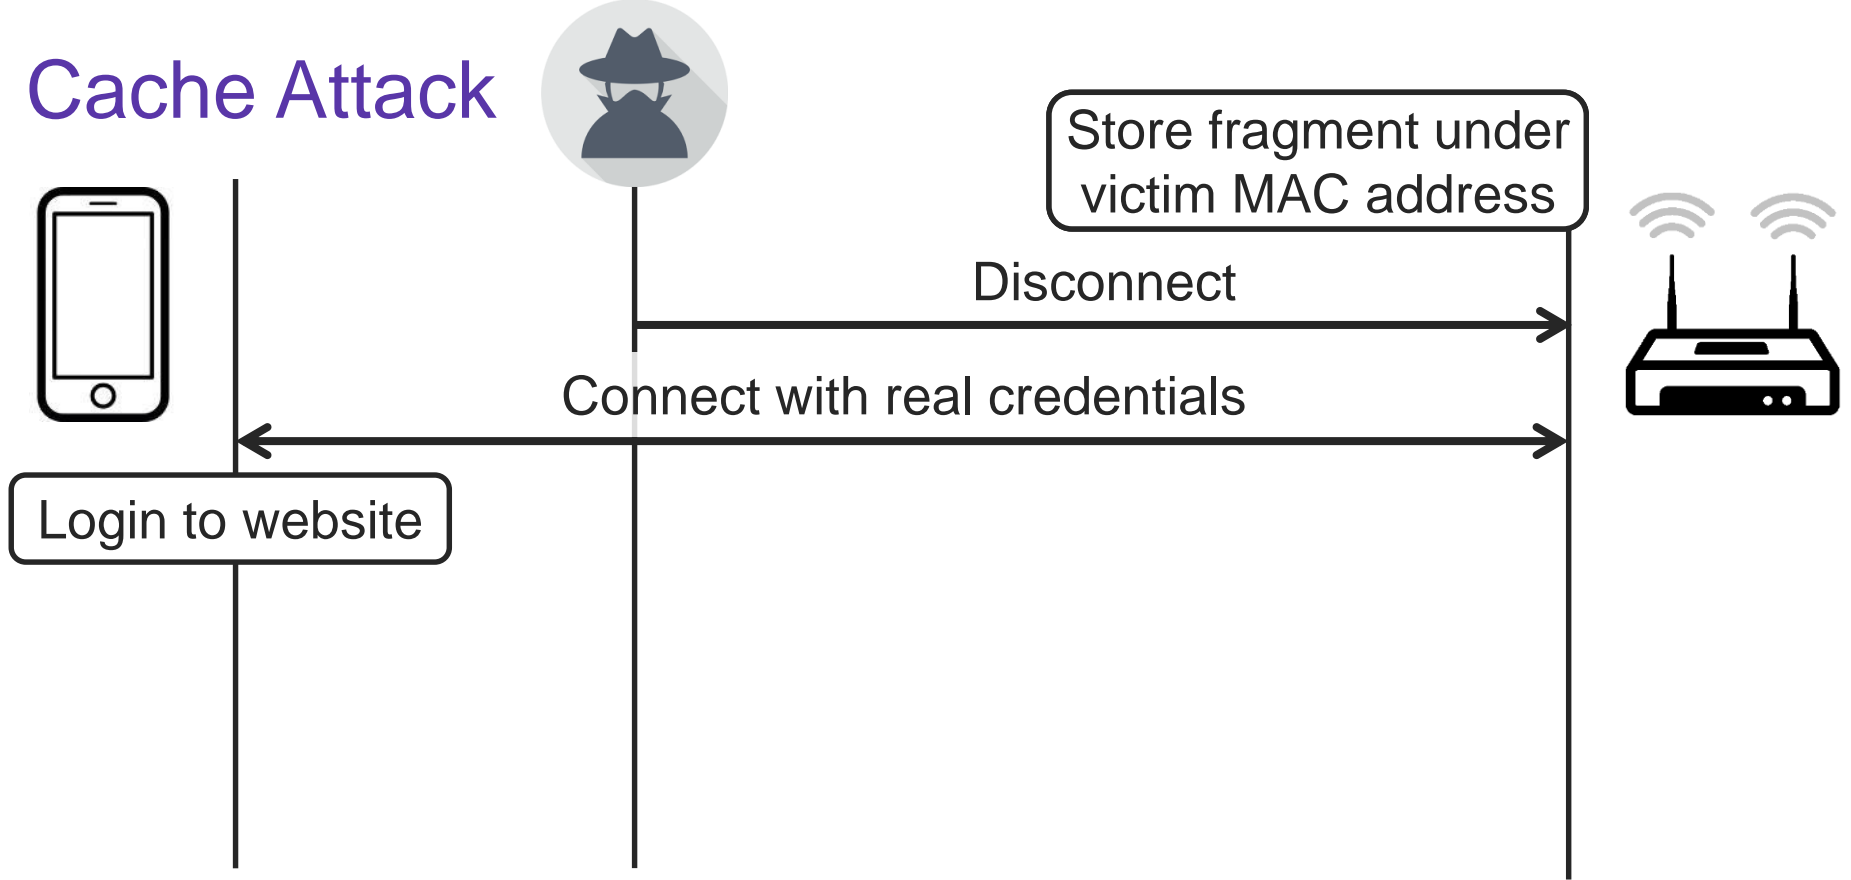 Cache Attack
Store fragment under
victim MAC address
Disconnect
Connect with real credentials
Login to website